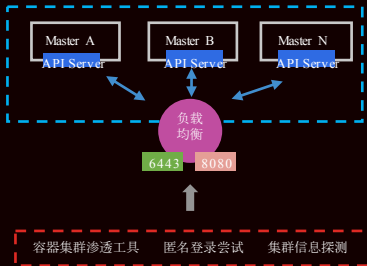 Master A Master B Master N
API Server API Server API Server
负载
均衡
6443 8080
容器集群渗透工具 匿名登录尝试 集群信息探测